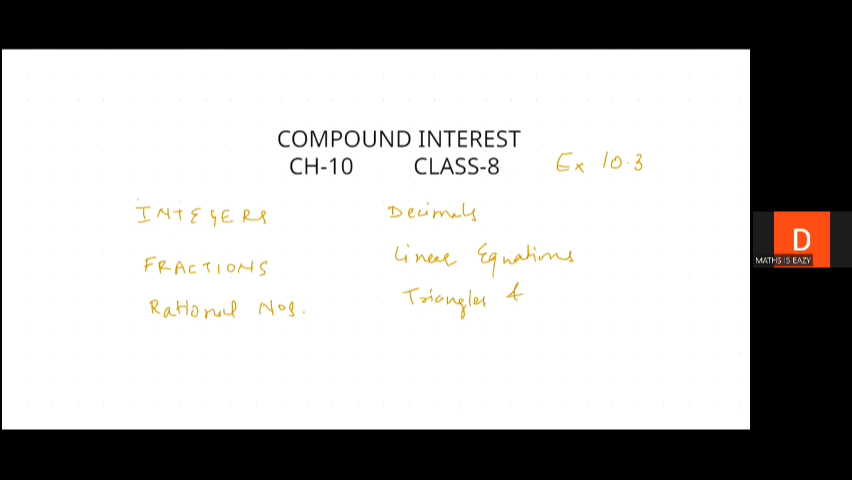 COMPOUND INTEREST
CH-10 CLASS-8 Ex 10.3
INTEGERS Decimals
FRACTIONS Linear Equations
Rational Nos. Triangles &
D
MATHS IS EAZY